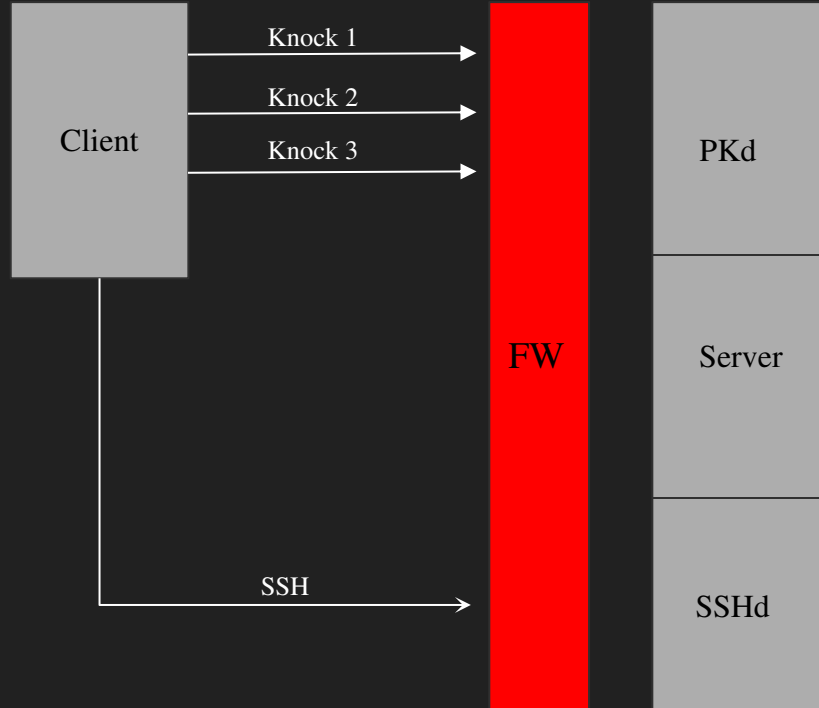 Knock 1
Knock 2
Knock 3
Client
PKd
FW
Server
SSH
SSHd